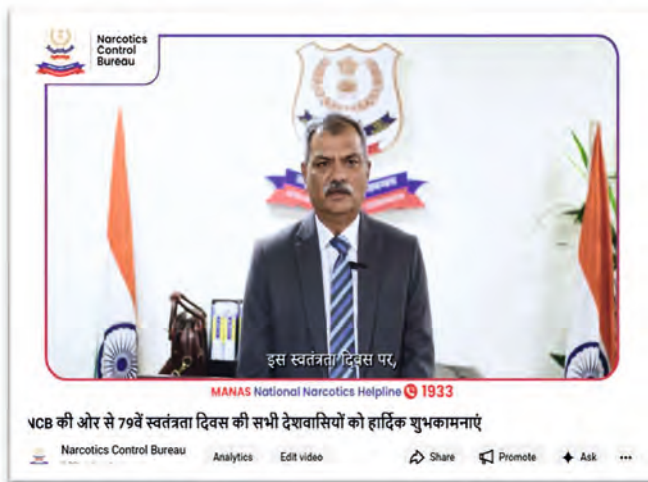 Narcotics
Control
Bureau
इस स्वतंत्रता दिवस पर,
MANAS National Narcotics Helpline 1933
NCB की ओर से 79वें स्वतंत्रता दिवस की सभी देशवासियों को हार्दिक शुभकामनाएं
Narcotics Control Bureau
Analytics
Edit video
Share
Promote
Ask